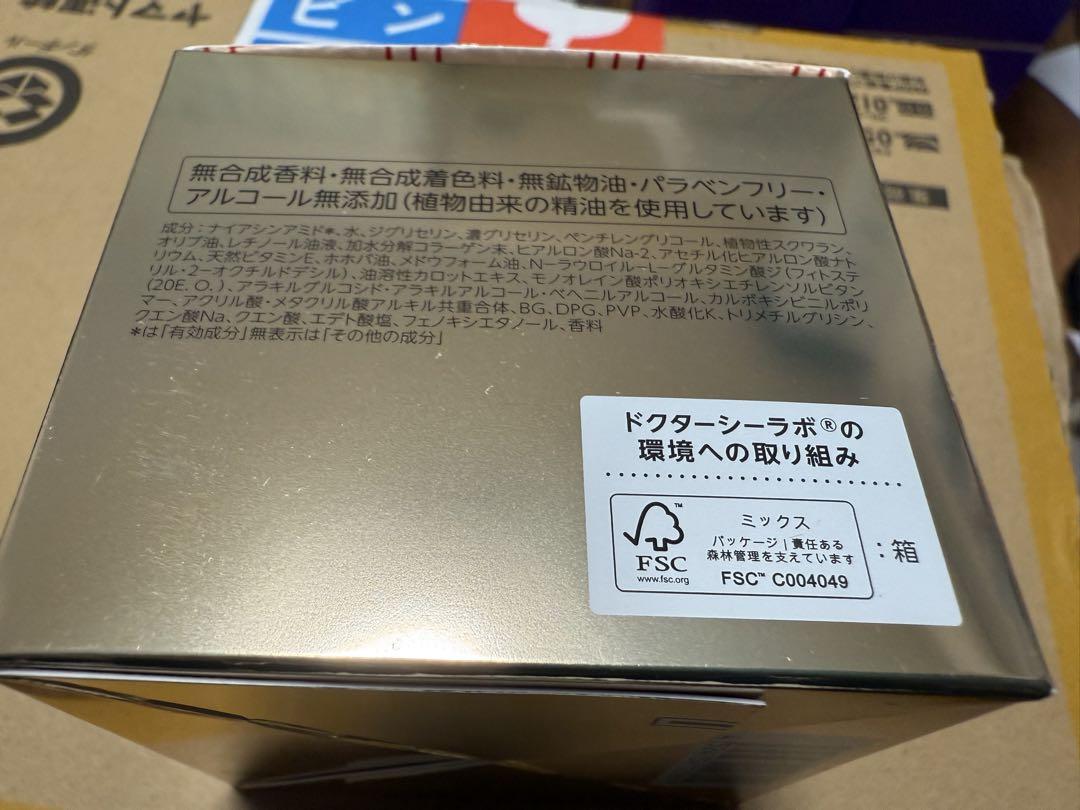 ヤマト運輸
ビン
ダンボール
無合成香料・無合成着色料・無鉱物油・パラベンフリー・
アルコール無添加(植物由来の精油を使用しています)
成分:ナイアシンアミド*、水、ジグリセリン、濃グリセリン、ペンチレングリコール、植物性スクワラン、
オリブ油、レチノール油液、加水分解コラーゲン末、ヒアルロン酸Na-2、アセチル化ヒアルロン酸ナト
リウム、天然ビタミンE、ホホバ油、メドウフォーム油、N-ラウロイル-L-グルタミン酸ジ(フィトステ
リル・2-オクチルドデシル)、油溶性カロットエキス、モノオレイン酸ポリオキシエチレンソルビタン
(20E.O.)、アラキルグルコシド・アラキルアルコール・ベヘニルアルコール、カルボキシビニルポリ
マー、アクリル酸・メタクリル酸アルキル共重合体、BG、DPG、PVP、水酸化K、トリメチルグリシン、
クエン酸Na、クエン酸、エデト酸塩、フェノキシエタノール、香料
*は「有効成分」無表示は「その他の成分」
ドクターシーラボ®の
環境への取り組み
FSC™
www.fsc.org
ミックス
パッケージ|責任ある
森林管理を支えています
FSC™ C004049
:箱